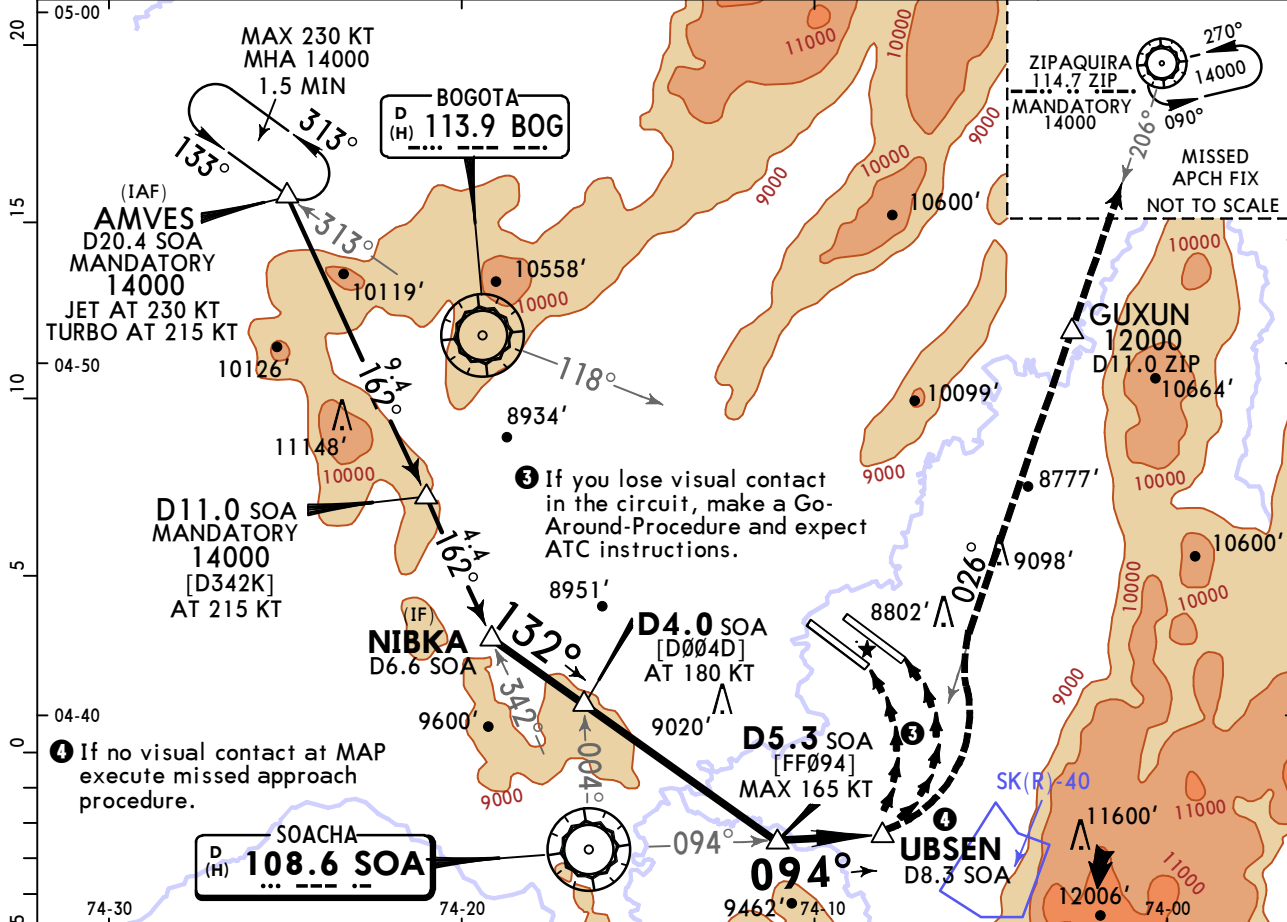 05-00
20
15
04-50
10
5
04-40
0
5
74-30
74-20
74-10
74-00
MAX 230 KT
MHA 14000
1.5 MIN
313°
133°
(IAF)
AMVES
D20.4 SOA
MANDATORY
14000
JET AT 230 KT
TURBO AT 215 KT
313°
BOGOTA
D
(H) 113.9 BOG
11000
10000
9000
10000
10600'
9000
ZIPAQUIRA
114.7 ZIP
MANDATORY
14000
270°
14000
090°
206°
MISSED
APCH FIX
NOT TO SCALE
10119'
10558'
10000
10126'
118°
9.4
162°
8934'
11148'
10000
10099'
9000
GUXUN
12000
D11.0 ZIP
10000
10664'
10000
3 If you lose visual contact
in the circuit, make a Go-
Around-Procedure and expect
ATC instructions.
D11.0 SOA
MANDATORY
14000
[D342K]
AT 215 KT
4.4
162°
8777'
9098'
026°
10600'
10000
10000
8951'
8802'
(IF)
NIBKA
D6.6 SOA
132°
D4.0 SOA
[DØØ4D]
AT 180 KT
342°
9600'
9020'
9000
004°
D5.3 SOA
[FFØ94]
MAX 165 KT
3
4 If no visual contact at MAP
execute missed approach
procedure.
9000
SOACHA
D
(H) 108.6 SOA
094°
094°
4
UBSEN
D8.3 SOA
SK(R)-40
9462'
11600'
11000
11000
12006'